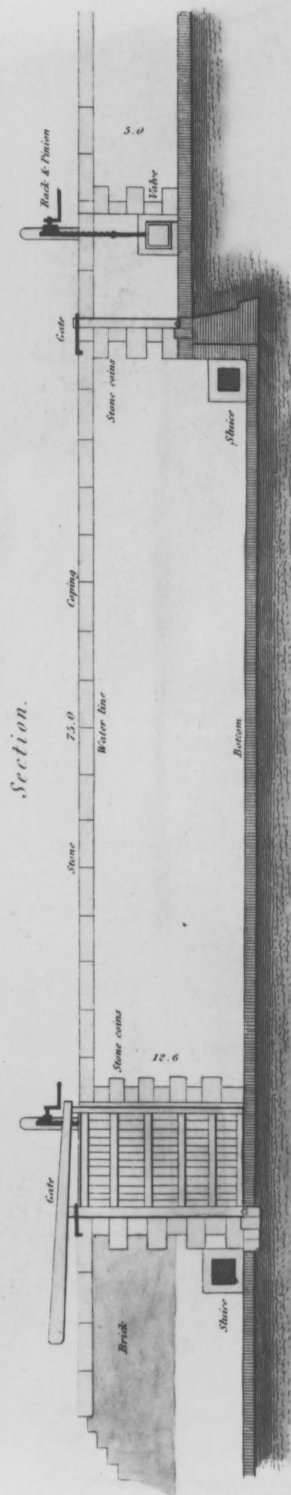 Section.
Gate
Stone
75.0
Coping
Gate
Rack & Pinion
Water line
Stone coins
Stone coins
5.0
Valve
12.6
Brick
Sluice
Bottom
Sluice